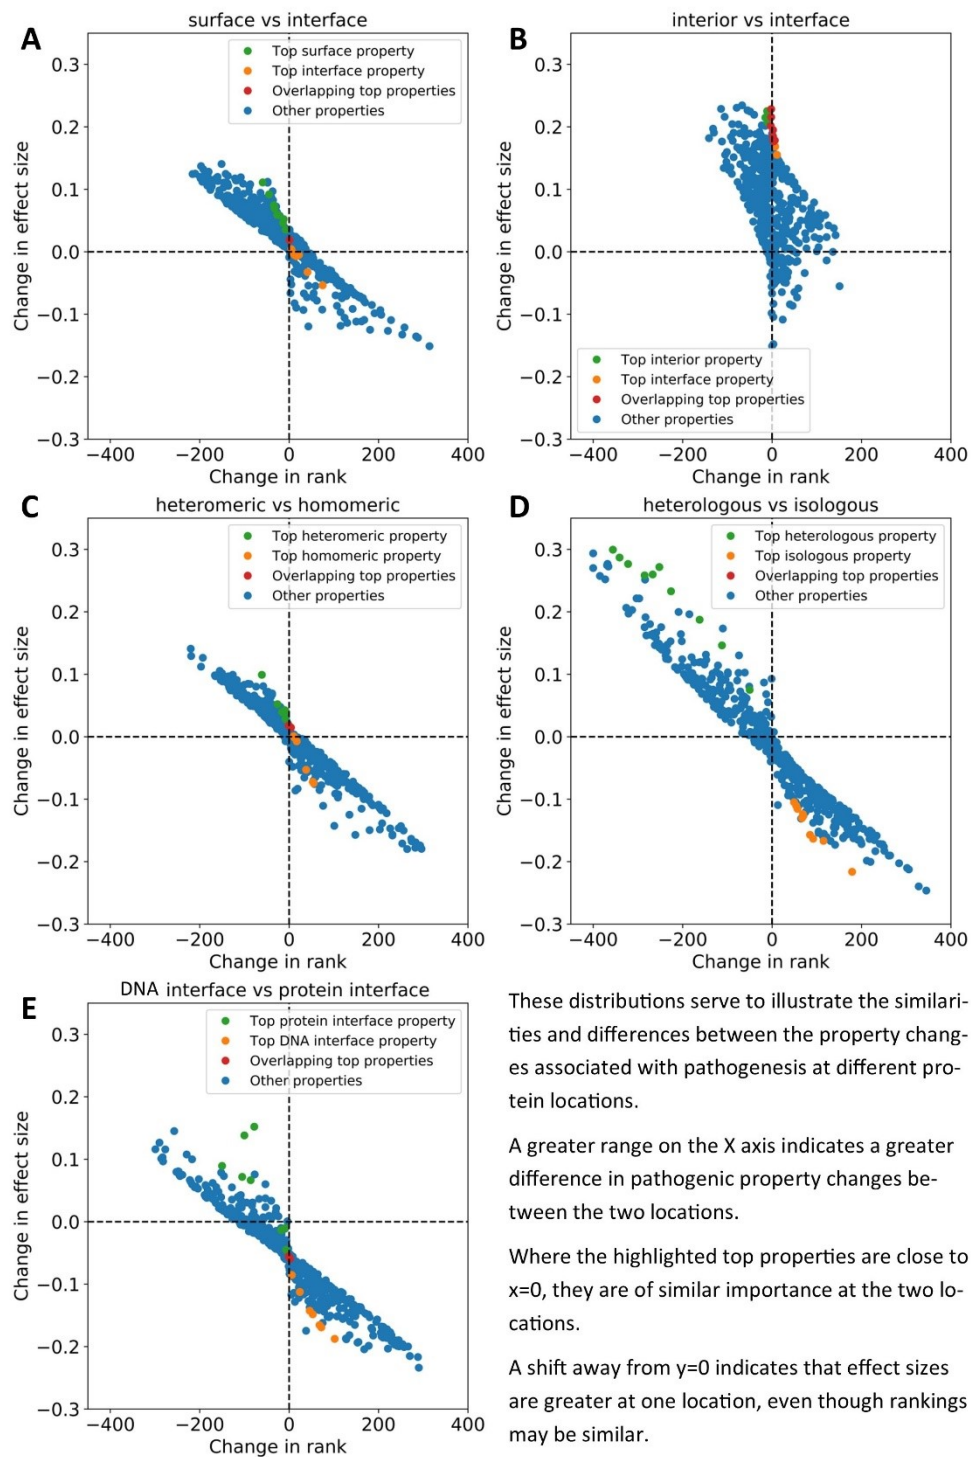 A
surface vs interface
Top surface property
Top interface property
Overlapping top properties
Other properties
Change in effect size
0.3
0.2
0.1
0.0
−0.1
−0.2
−0.3
−400
−200
0
200
400
Change in rank
B
interior vs interface
Top interior property
Top interface property
Overlapping top properties
Other properties
Change in effect size
0.3
0.2
0.1
0.0
−0.1
−0.2
−0.3
−400
−200
0
200
400
Change in rank
C
heteromeric vs homomeric
Top heteromeric property
Top homomeric property
Overlapping top properties
Other properties
Change in effect size
0.3
0.2
0.1
0.0
−0.1
−0.2
−0.3
−400
−200
0
200
400
Change in rank
D
heterologous vs isologous
Top heterologous property
Top isologous property
Overlapping top properties
Other properties
Change in effect size
0.3
0.2
0.1
0.0
−0.1
−0.2
−0.3
−400
−200
0
200
400
Change in rank
E
DNA interface vs protein interface
Top protein interface property
Top DNA interface property
Overlapping top properties
Other properties
Change in effect size
0.3
0.2
0.1
0.0
−0.1
−0.2
−0.3
−400
−200
0
200
400
Change in rank
These distributions serve to illustrate the similari-
ties and differences between the property chang-
es associated with pathogenesis at different pro-
tein locations.
A greater range on the X axis indicates a greater
difference in pathogenic property changes be-
tween the two locations.
Where the highlighted top properties are close to
x=0, they are of similar importance at the two lo-
cations.
A shift away from y=0 indicates that effect sizes
are greater at one location, even though rankings
may be similar.